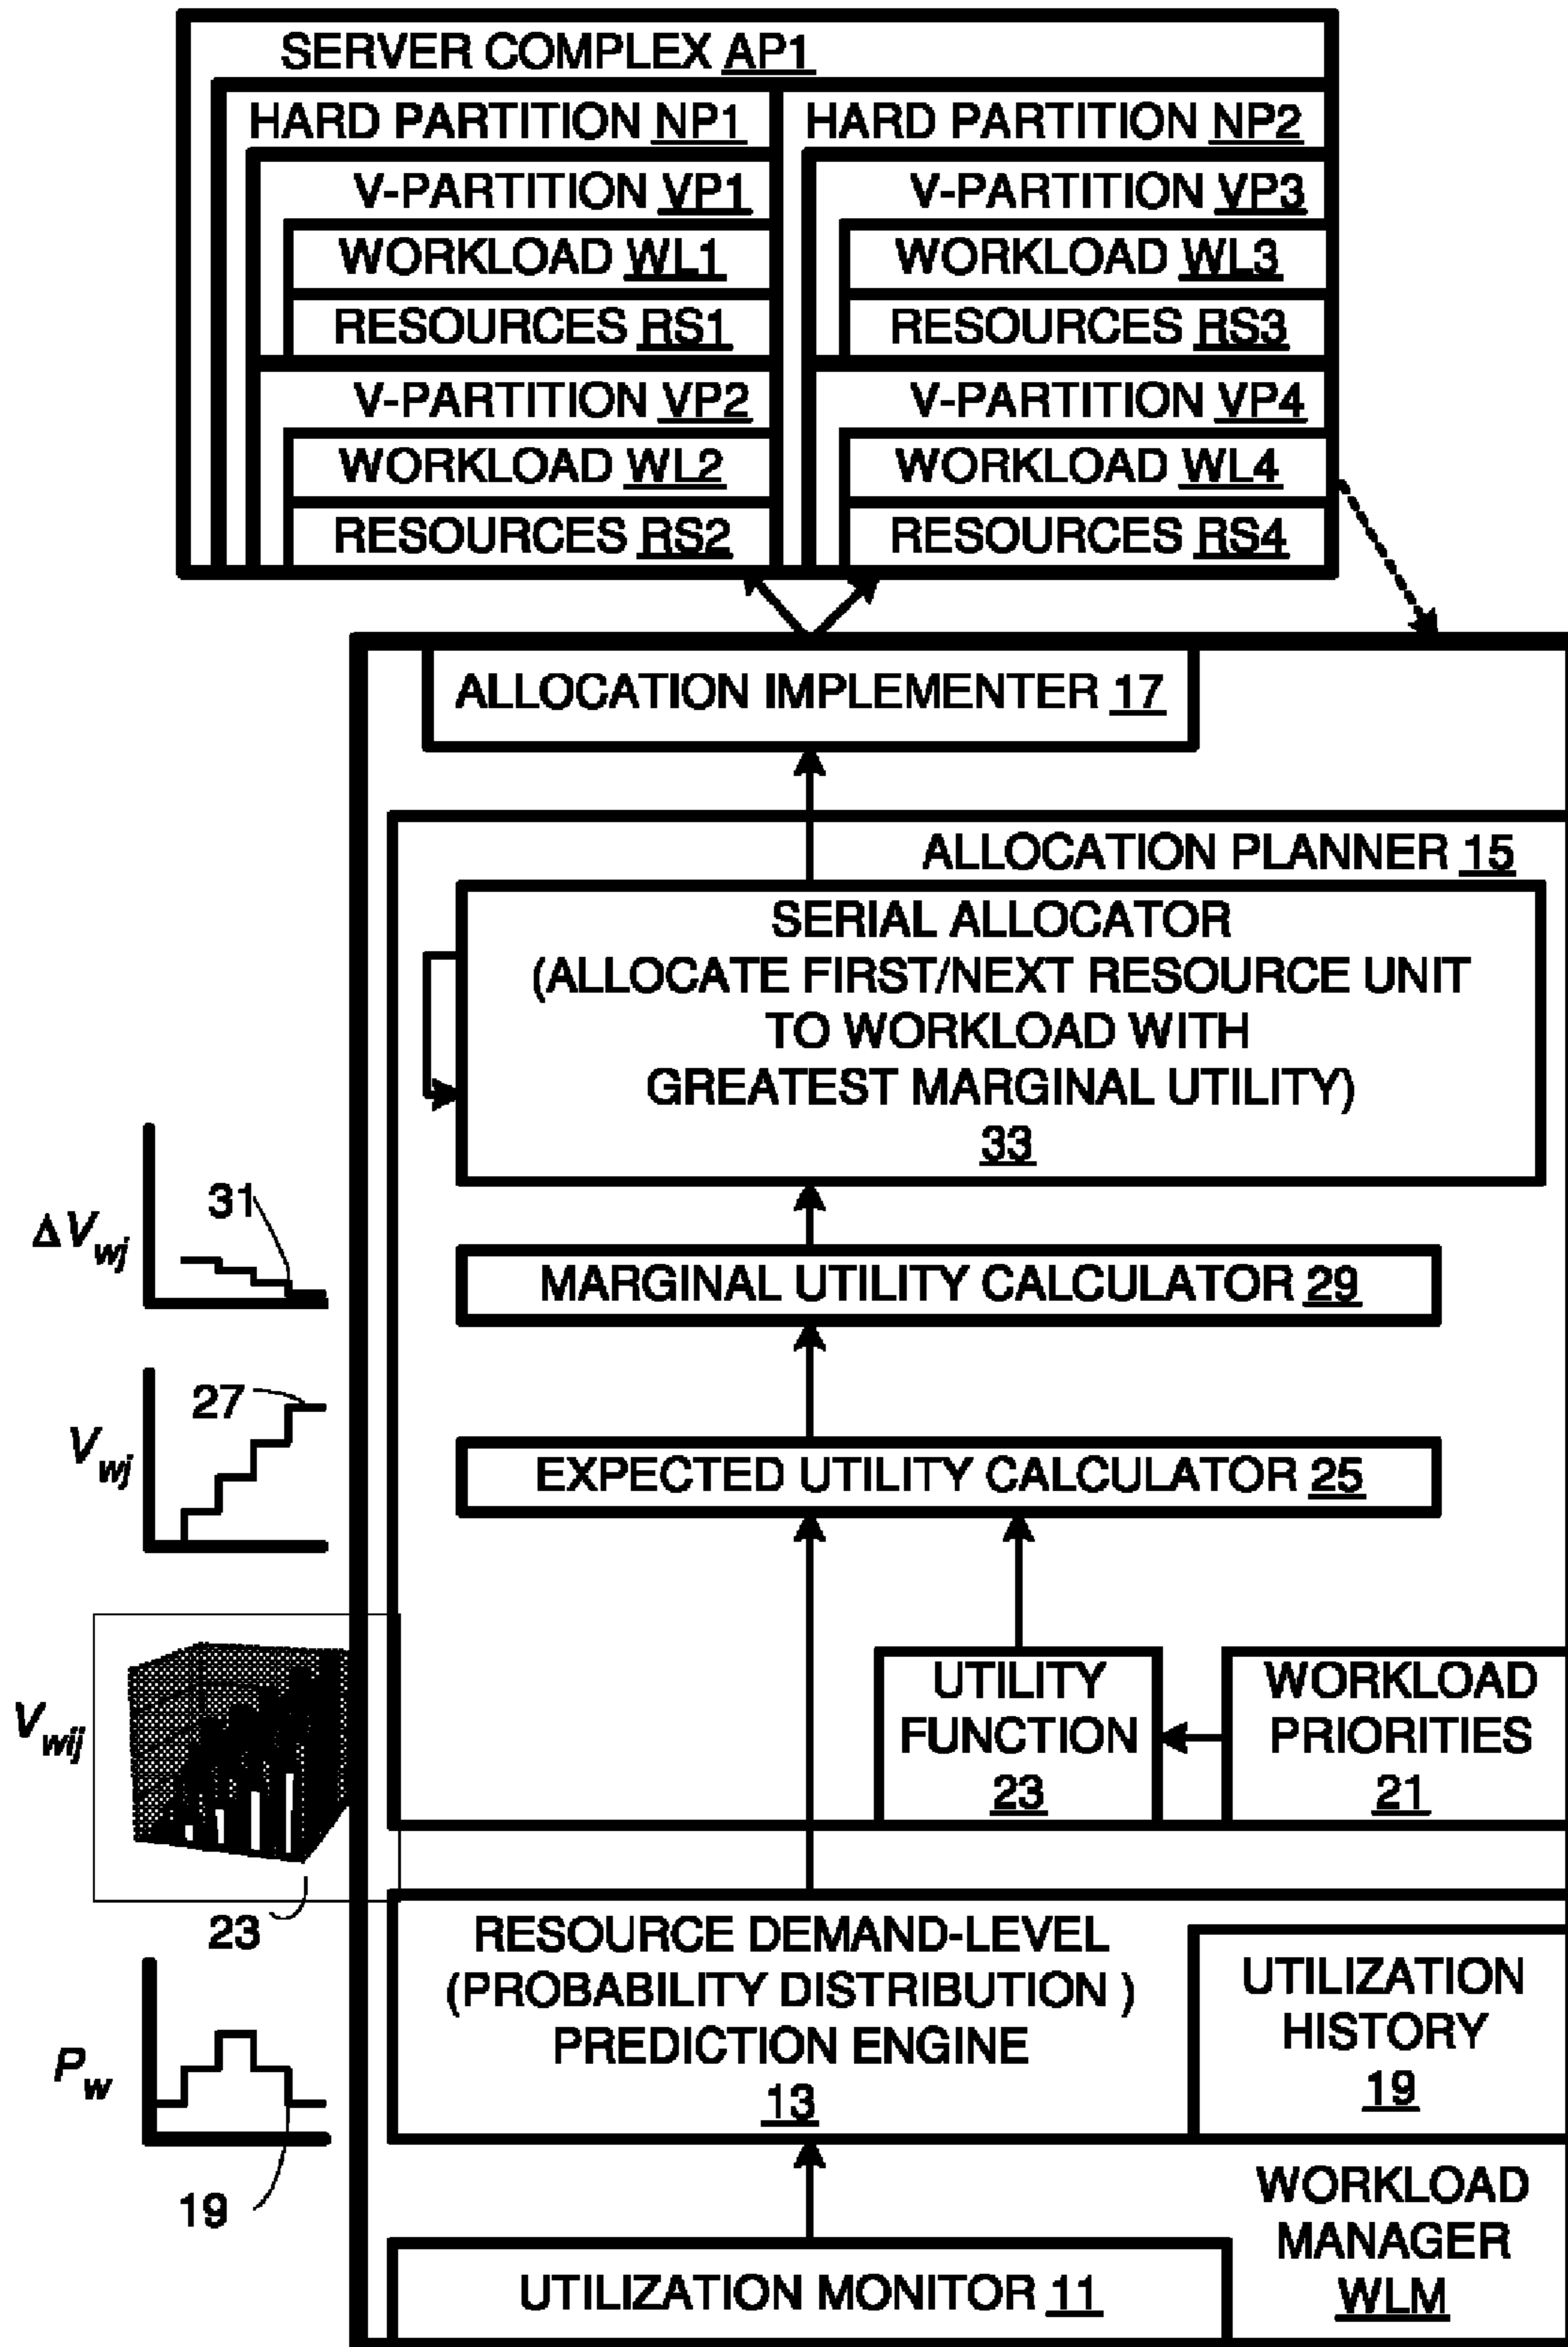 SERVER COMPLEX AP1
HARD PARTITION NP1
HARD PARTITION NP2
V-PARTITION VP1
V-PARTITION VP3
WORKLOAD WL1
WORKLOAD WL3
RESOURCES RS1
RESOURCES RS3
V-PARTITION VP2
V-PARTITION VP4
WORKLOAD WL2
WORKLOAD WL4
RESOURCES RS2
RESOURCES RS4
ALLOCATION IMPLEMENTER 17
ALLOCATION PLANNER 15
SERIAL ALLOCATOR
(ALLOCATE FIRST/NEXT RESOURCE UNIT
TO WORKLOAD WITH
GREATEST MARGINAL UTILITY)
33
31
ΔVwj
MARGINAL UTILITY CALCULATOR 29
27
Vwj
EXPECTED UTILITY CALCULATOR 25
Vwij
23
UTILITY
FUNCTION
23
WORKLOAD
PRIORITIES
21
RESOURCE DEMAND-LEVEL
(PROBABILITY DISTRIBUTION )
PREDICTION ENGINE
13
UTILIZATION
HISTORY
19
Pw
19
WORKLOAD
MANAGER
WLM
UTILIZATION MONITOR 11